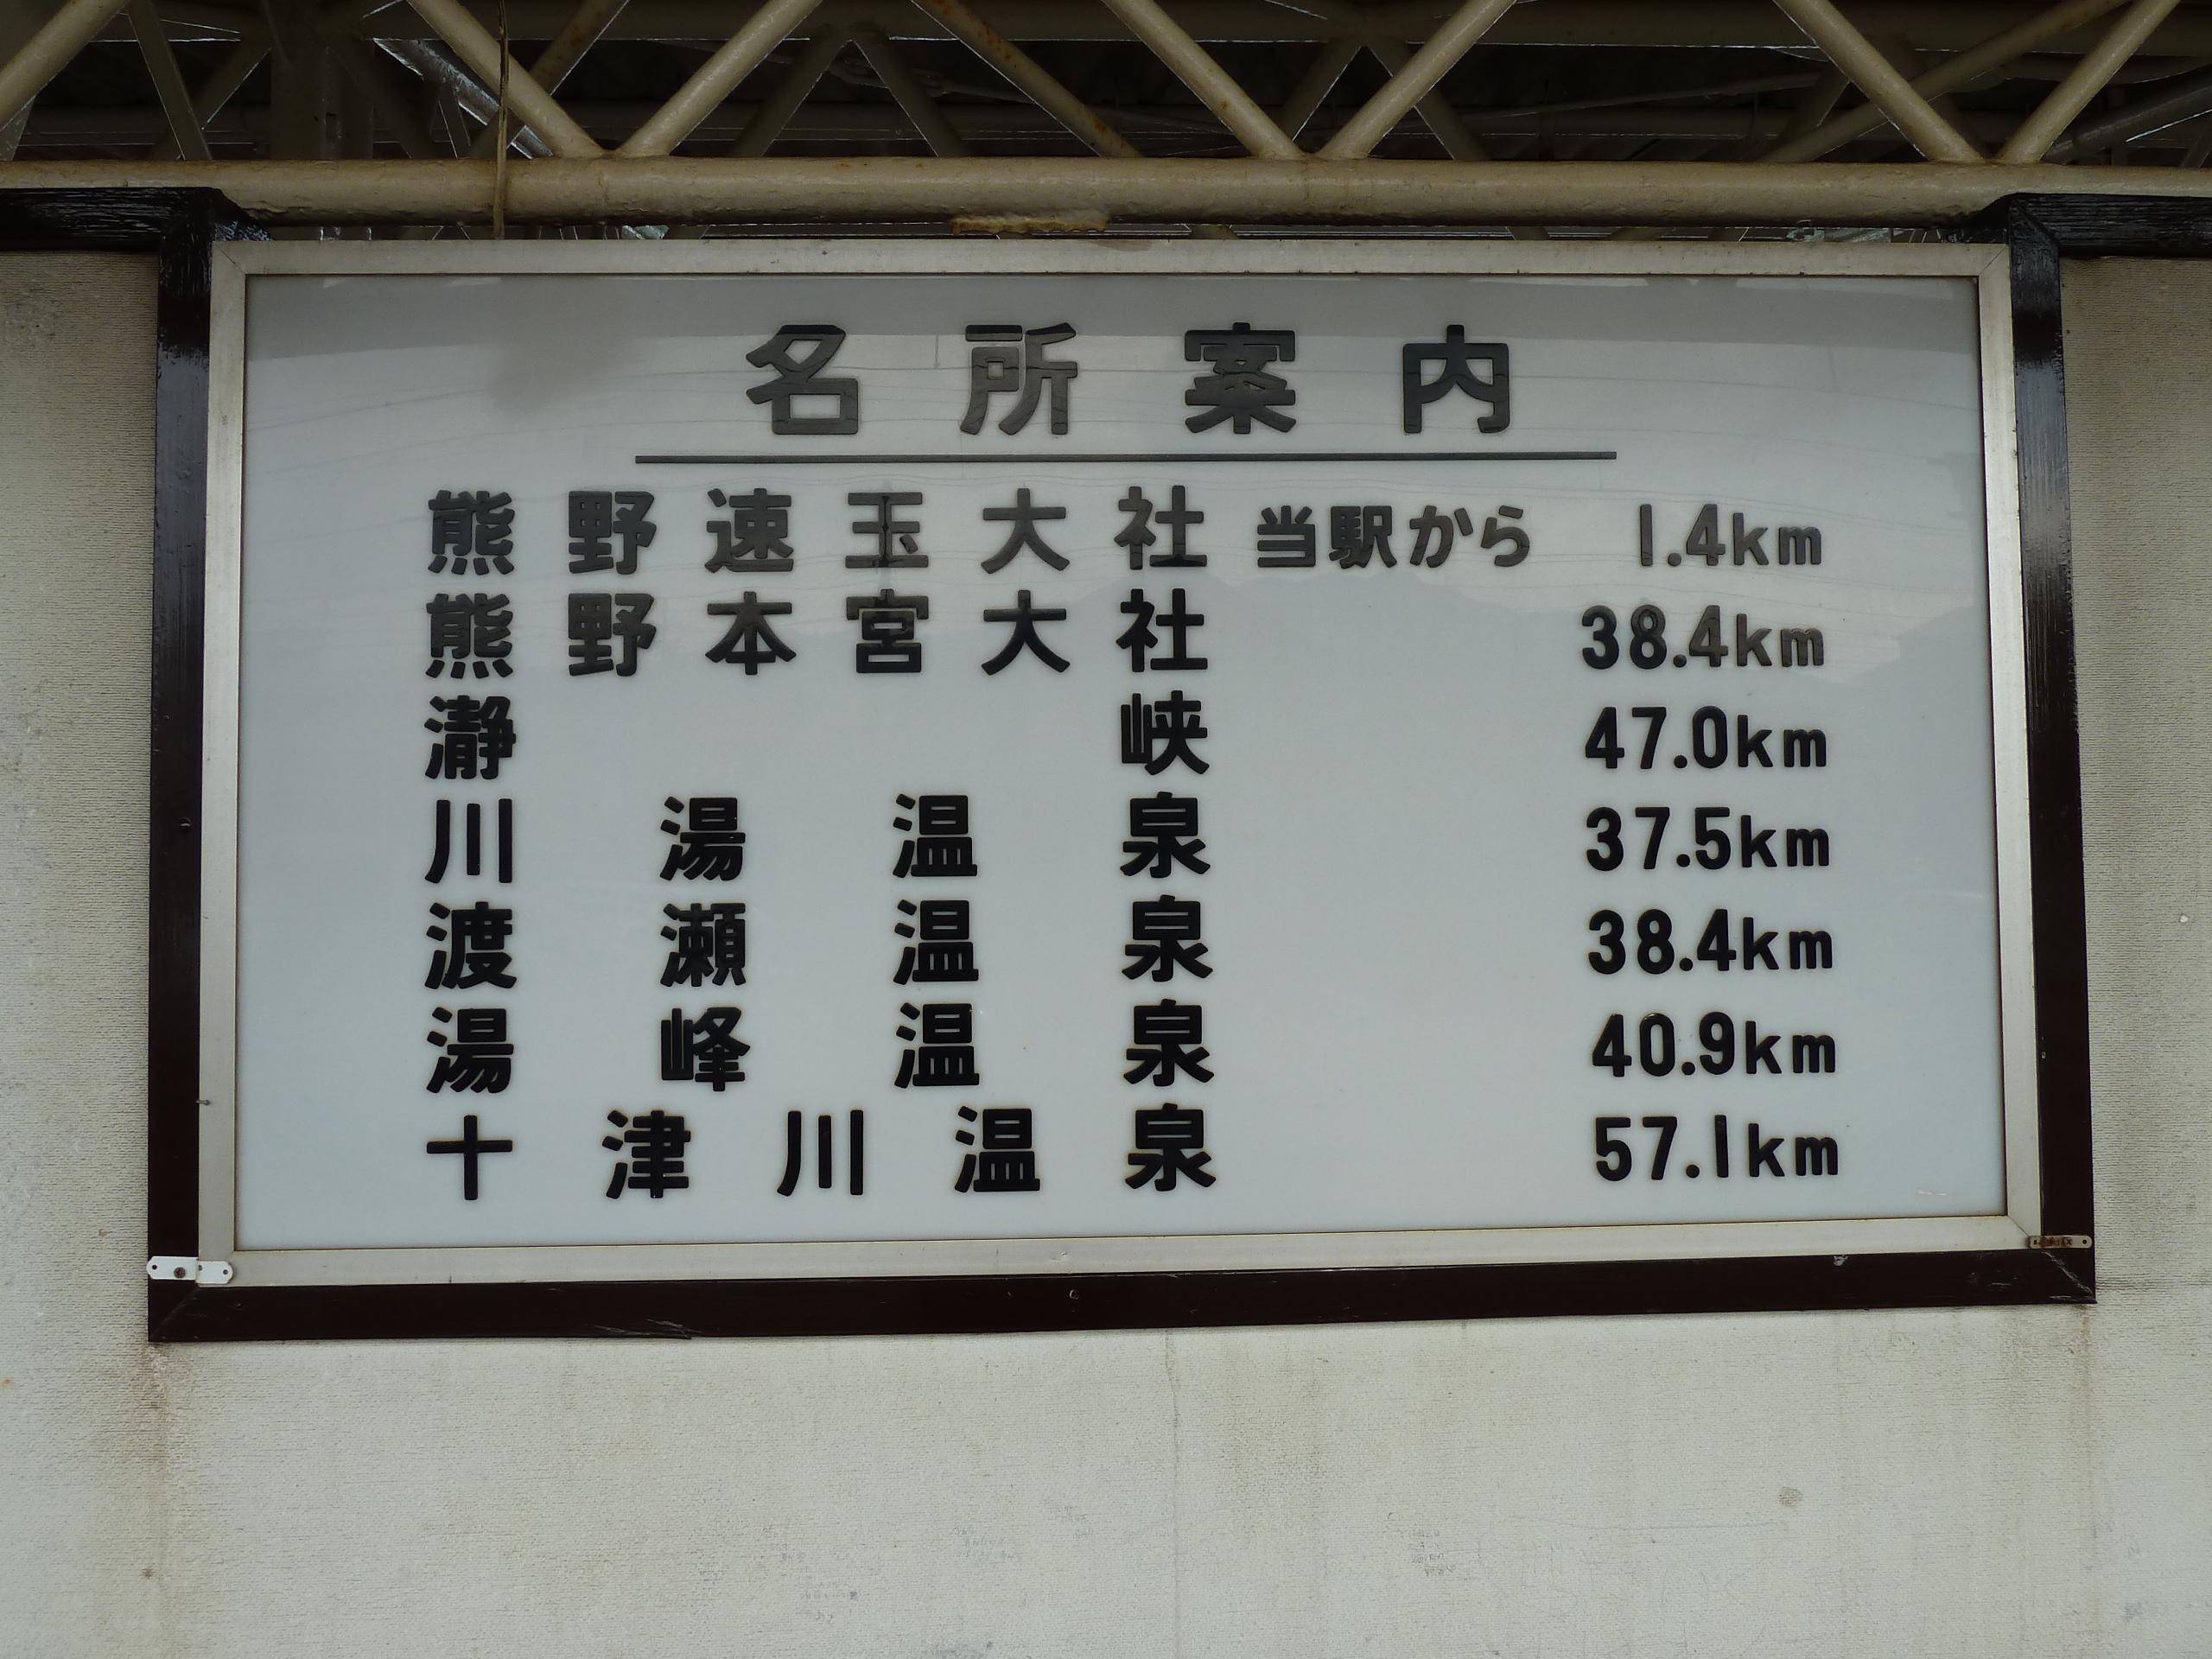 名所案内
熊野速玉大社 当駅から 1.4km
熊野本宮大社 38.4km
瀞峡 47.0km
川湯温泉 37.5km
渡瀬温泉 38.4km
湯峰温泉 40.9km
十津川温泉 57.1km